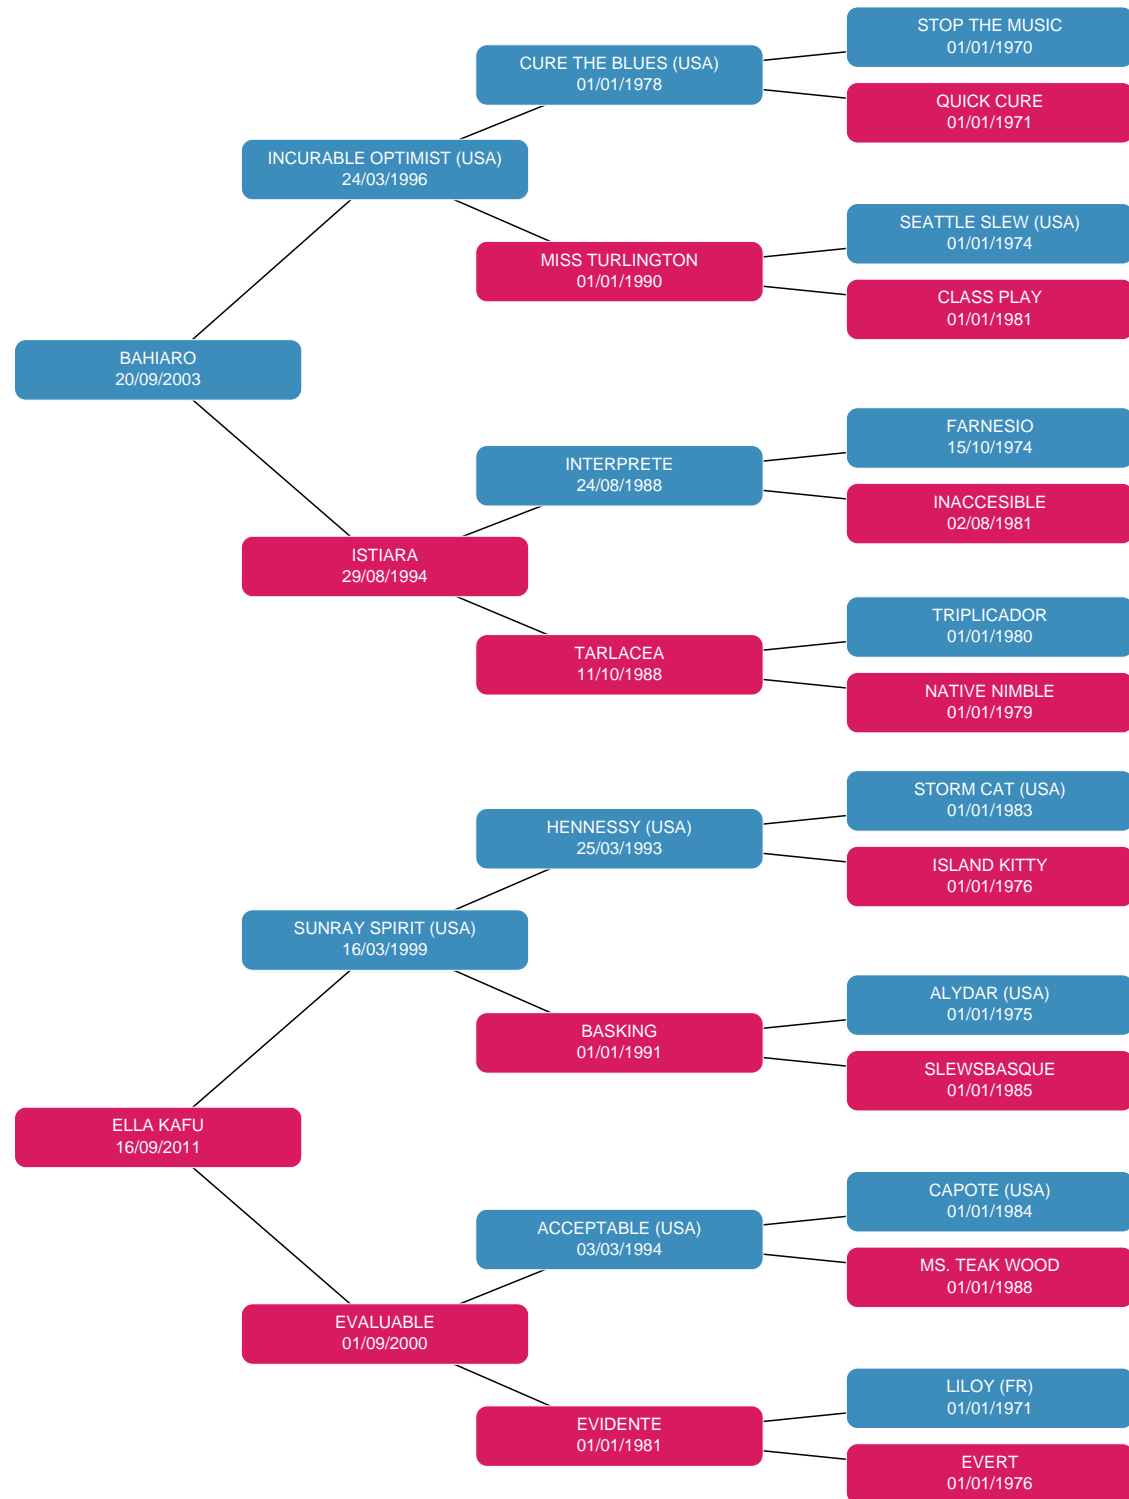 STOP THE MUSIC
01/01/1970
CURE THE BLUES (USA)
01/01/1978
QUICK CURE
01/01/1971
INCURABLE OPTIMIST (USA)
24/03/1996
SEATTLE SLEW (USA)
01/01/1974
MISS TURLINGTON
01/01/1990
CLASS PLAY
01/01/1981
BAHIARO
20/09/2003
FARNESIO
15/10/1974
INTERPRETE
24/08/1988
INACCESIBLE
02/08/1981
ISTIARA
29/08/1994
TRIPLICADOR
01/01/1980
TARLACEA
11/10/1988
NATIVE NIMBLE
01/01/1979
STORM CAT (USA)
01/01/1983
HENNESSY (USA)
25/03/1993
ISLAND KITTY
01/01/1976
SUNRAY SPIRIT (USA)
16/03/1999
ALYDAR (USA)
01/01/1975
BASKING
01/01/1991
SLEWSBASQUE
01/01/1985
ELLA KAFU
16/09/2011
CAPOTE (USA)
01/01/1984
ACCEPTABLE (USA)
03/03/1994
MS. TEAK WOOD
01/01/1988
EVALUABLE
01/09/2000
LILOY (FR)
01/01/1971
EVIDENTE
01/01/1981
EVERT
01/01/1976